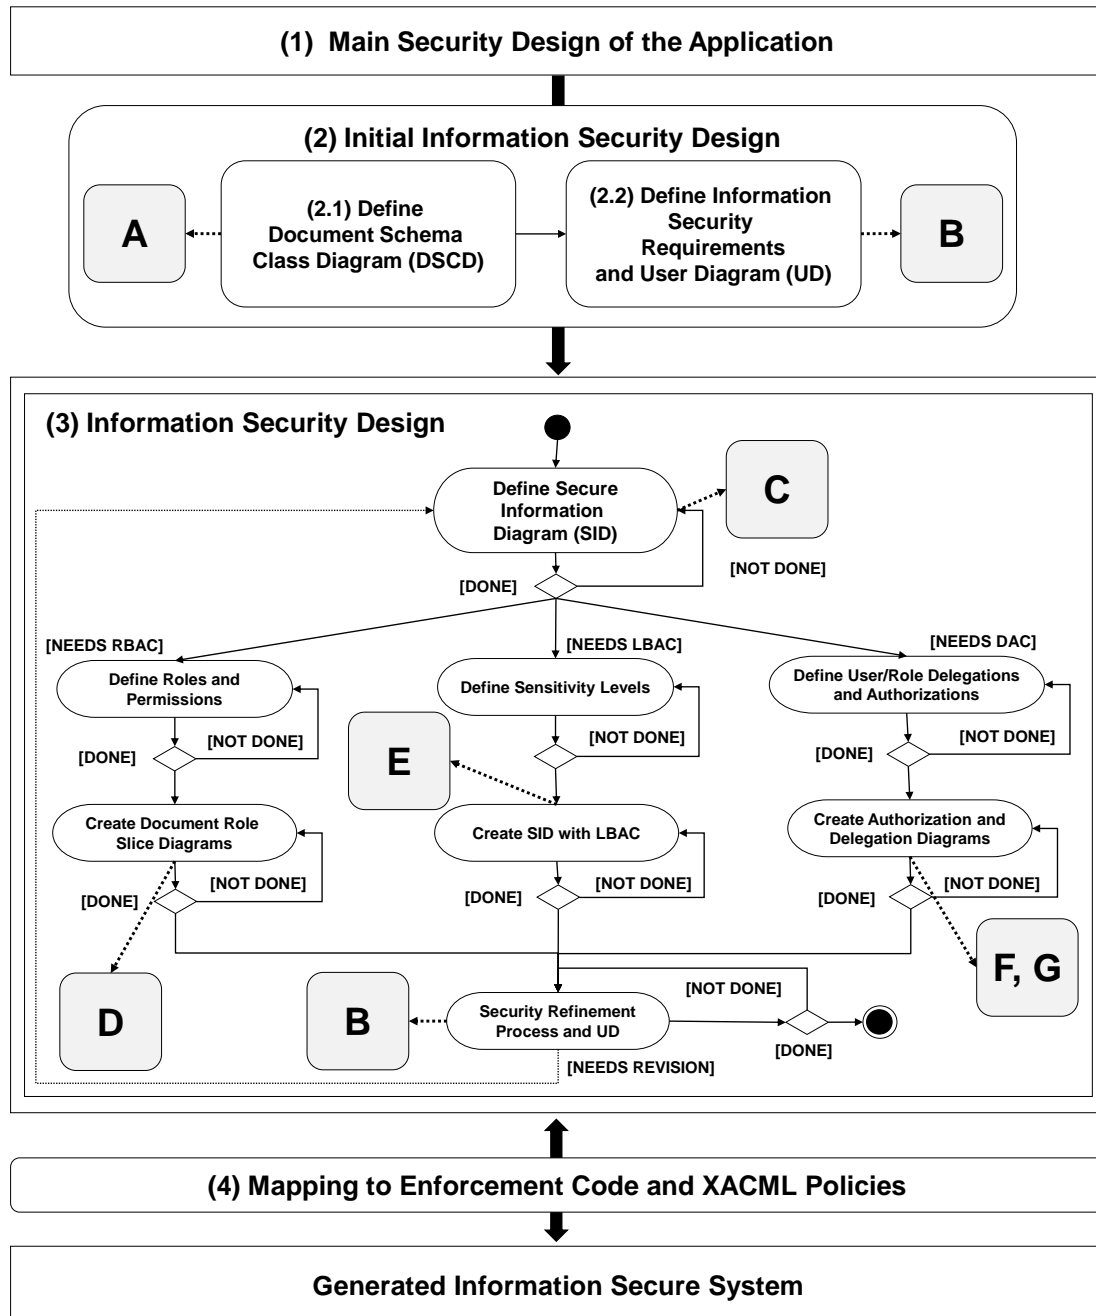 (1) Main Security Design of the Application
(2) Initial Information Security Design
A
(2.1) Define
Document Schema
Class Diagram (DSCD)
(2.2) Define Information
Security
Requirements
and User Diagram (UD)
B
(3) Information Security Design
Define Secure
Information
Diagram (SID)
C
[NOT DONE]
[DONE]
[NEEDS RBAC]
[NEEDS LBAC]
[NEEDS DAC]
Define Roles and
Permissions
Define Sensitivity Levels
Define User/Role Delegations
and Authorizations
[DONE]
[NOT DONE]
[NOT DONE]
[DONE]
[NOT DONE]
E
Create Document Role
Slice Diagrams
Create SID with LBAC
Create Authorization and
Delegation Diagrams
[DONE]
[NOT DONE]
[DONE]
[NOT DONE]
[DONE]
[NOT DONE]
D
B
Security Refinement
Process and UD
[NOT DONE]
[DONE]
F, G
[NEEDS REVISION]
(4) Mapping to Enforcement Code and XACML Policies
Generated Information Secure System